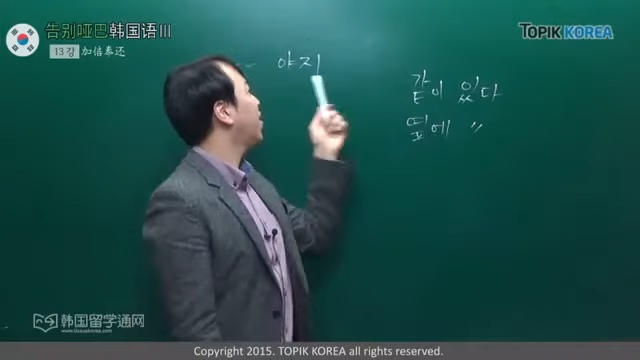 告别哑巴韩国语Ⅲ
13강 加倍奉还
TOPIK KOREA
야지
같이 있다
옆에 〃
韩国留学通网
Copyright 2015. TOPIK KOREA all rights reserved.